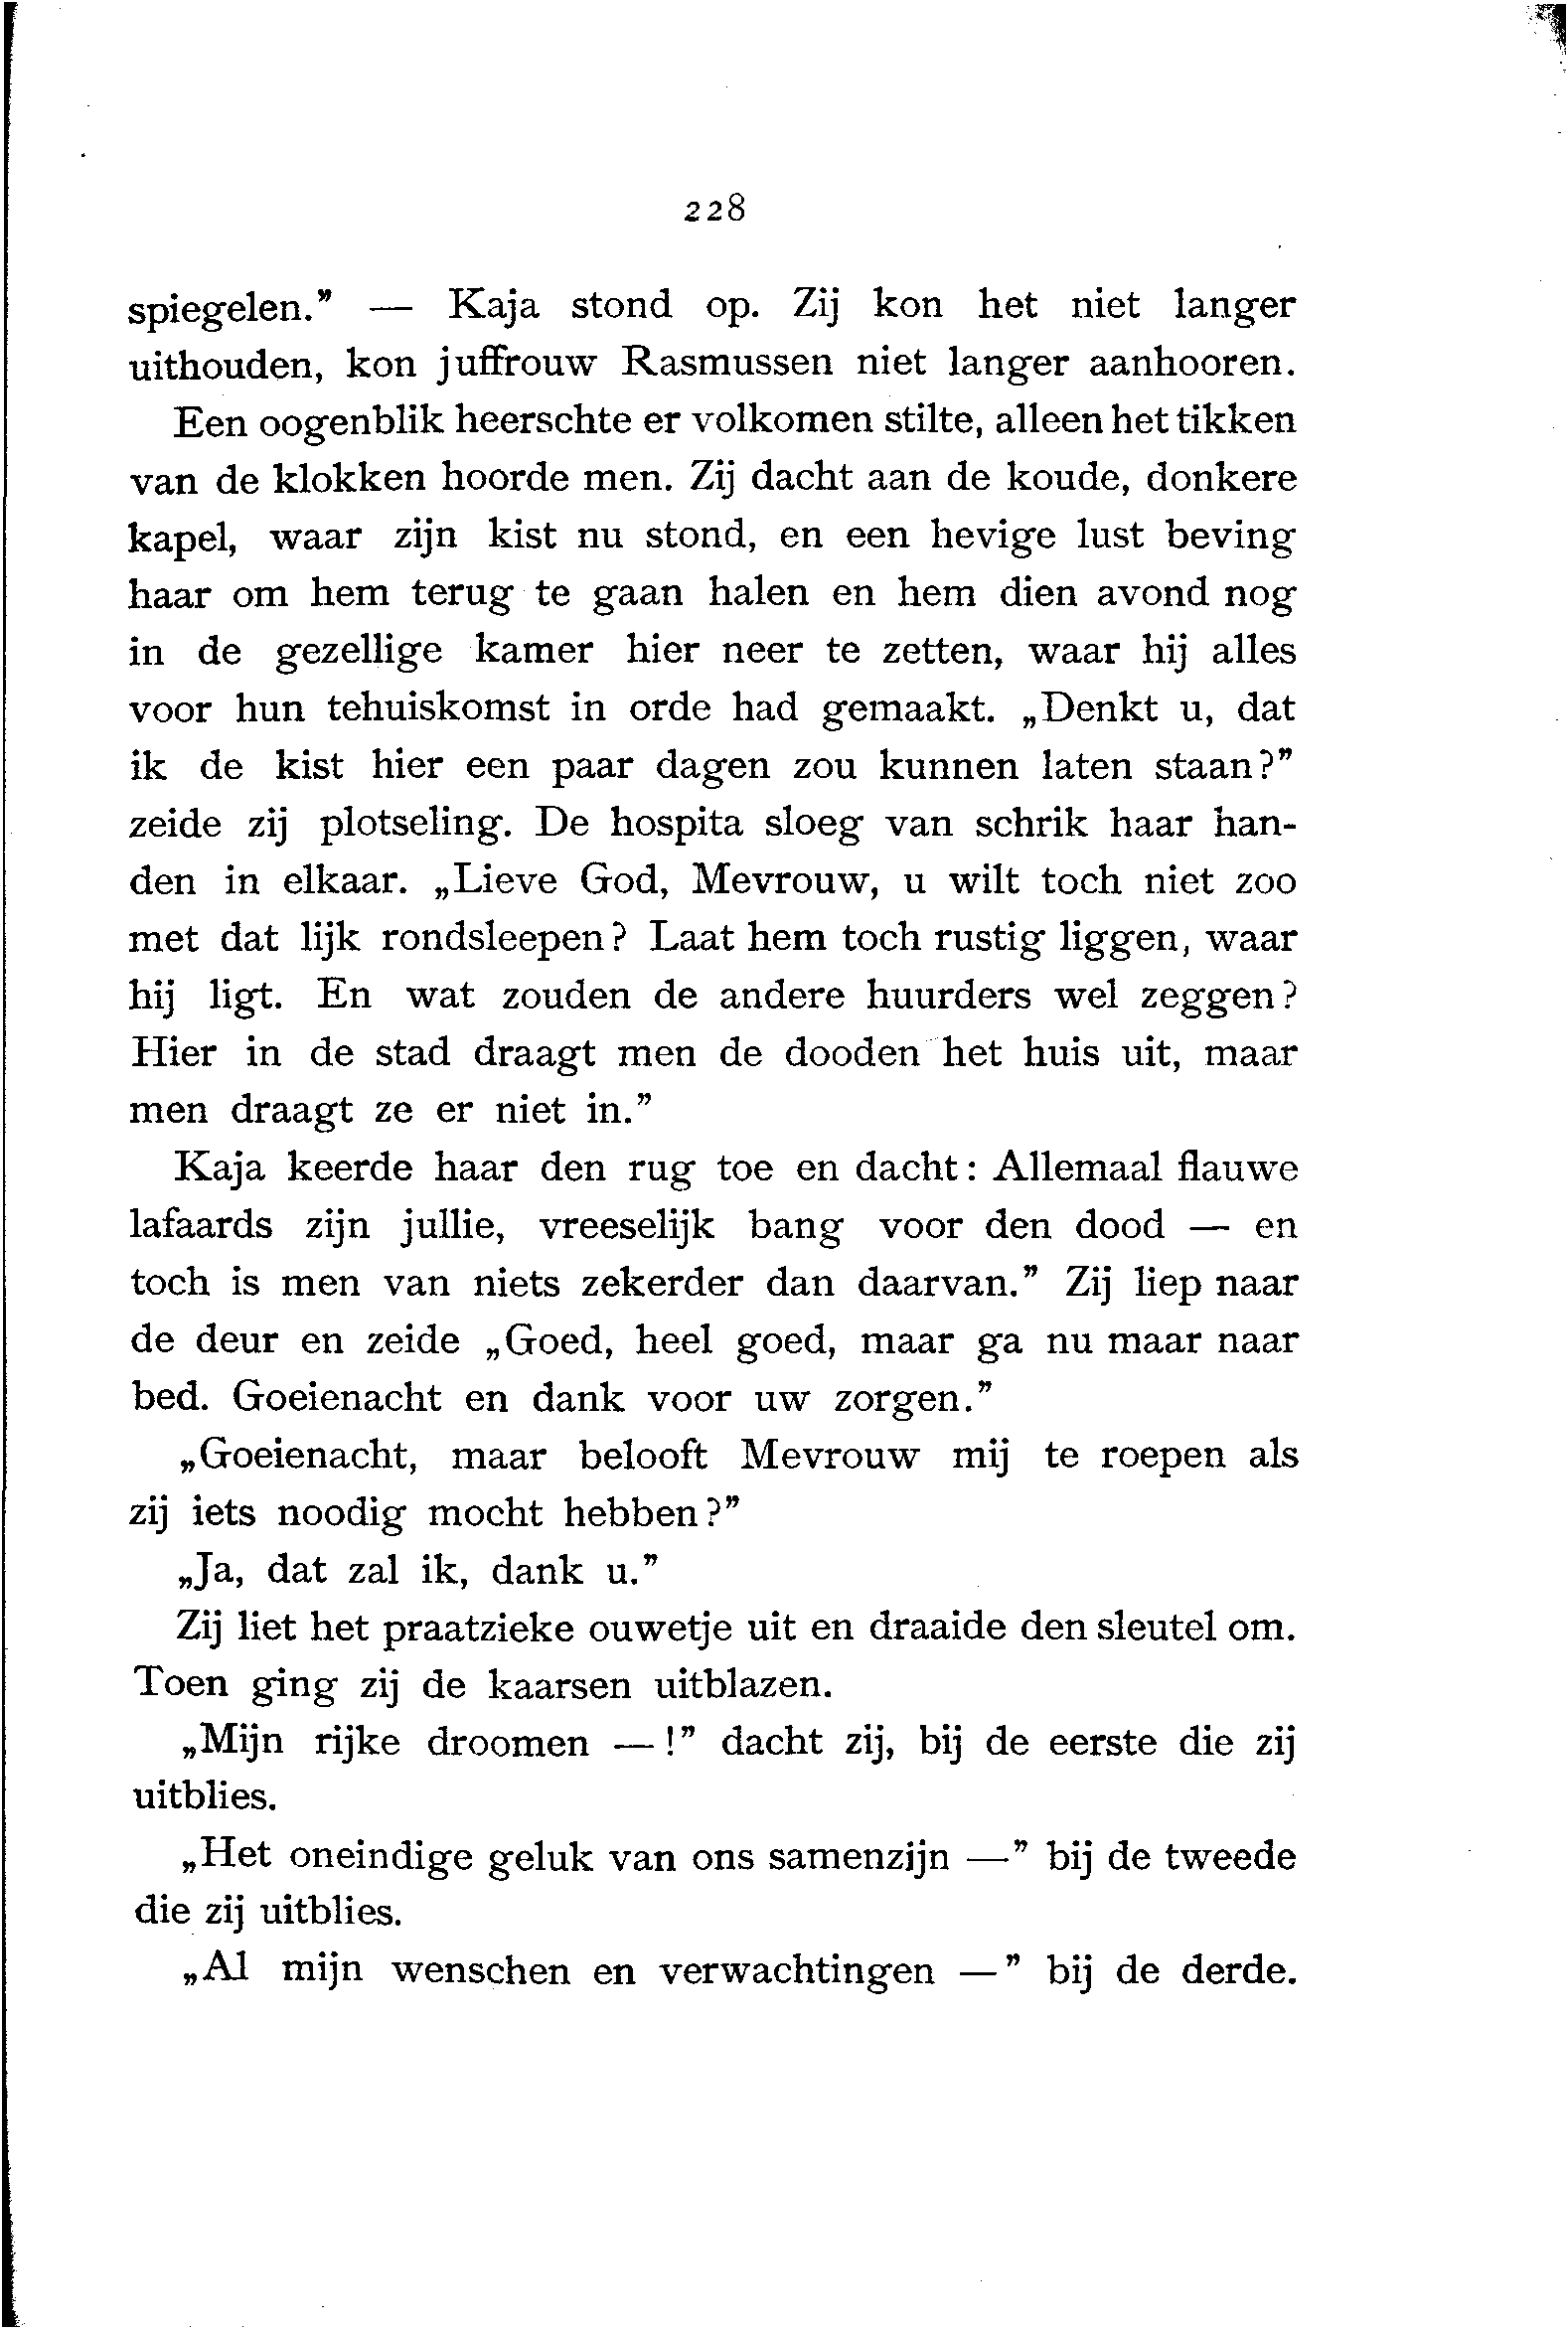 228
spiegelen.” — Kaja stond op. Zij kon het niet langer
uithouden, kon juffrouw Rasmussen niet langer aanhooren.
Een oogenblik heerschte er volkomen stilte, alleen het tikken
van de klokken hoorde men. Zij dacht aan de koude, donkere
kapel, waar zijn kist nu stond, en een hevige lust beving
haar om hem terug te gaan halen en hem dien avond nog
in de gezellige kamer hier neer te zetten, waar hij alles
voor hun tehuiskomst in orde had gemaakt. „Denkt u, dat
ik de kist hier een paar dagen zou kunnen laten staan?”
zeide zij plotseling. De hospita sloeg van schrik haar han-
den in elkaar. „Lieve God, Mevrouw, u wilt toch niet zoo
met dat lijk rondsleepen? Laat hem toch rustig liggen, waar
hij ligt. En wat zouden de andere huurders wel zeggen?
Hier in de stad draagt men de dooden het huis uit, maar
men draagt ze er niet in.”
Kaja keerde haar den rug toe en dacht: Allemaal flauwe
lafaards zijn jullie, vreeselijk bang voor den dood — en
toch is men van niets zekerder dan daarvan.” Zij liep naar
de deur en zeide „Goed, heel goed, maar ga nu maar naar
bed. Goeienacht en dank voor uw zorgen.”
„Goeienacht, maar belooft Mevrouw mij te roepen als
zij iets noodig mocht hebben?”
„Ja, dat zal ik, dank u.”
Zij liet het praatzieke ouwetje uit en draaide den sleutel om.
Toen ging zij de kaarsen uitblazen.
„Mijn rijke droomen — !” dacht zij, bij de eerste die zij
uitblies.
„Het oneindige geluk van ons samenzijn —” bij de tweede
die zij uitblies.
„Al mijn wenschen en verwachtingen —” bij de derde.